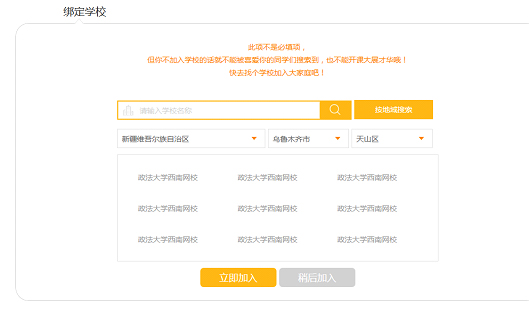 绑定学校
此项不是必填项，
但你不加入学校的话就不能被喜爱你的同学们搜索到，也不能开课大展才华哦！
快去找个学校加入大家庭吧！
请输入学校名称
按地域搜索
新疆维吾尔族自治区 乌鲁木齐市 天山区
政法大学西南网校 政法大学西南网校 政法大学西南网校
政法大学西南网校 政法大学西南网校 政法大学西南网校
政法大学西南网校 政法大学西南网校 政法大学西南网校
立即加入 稍后加入